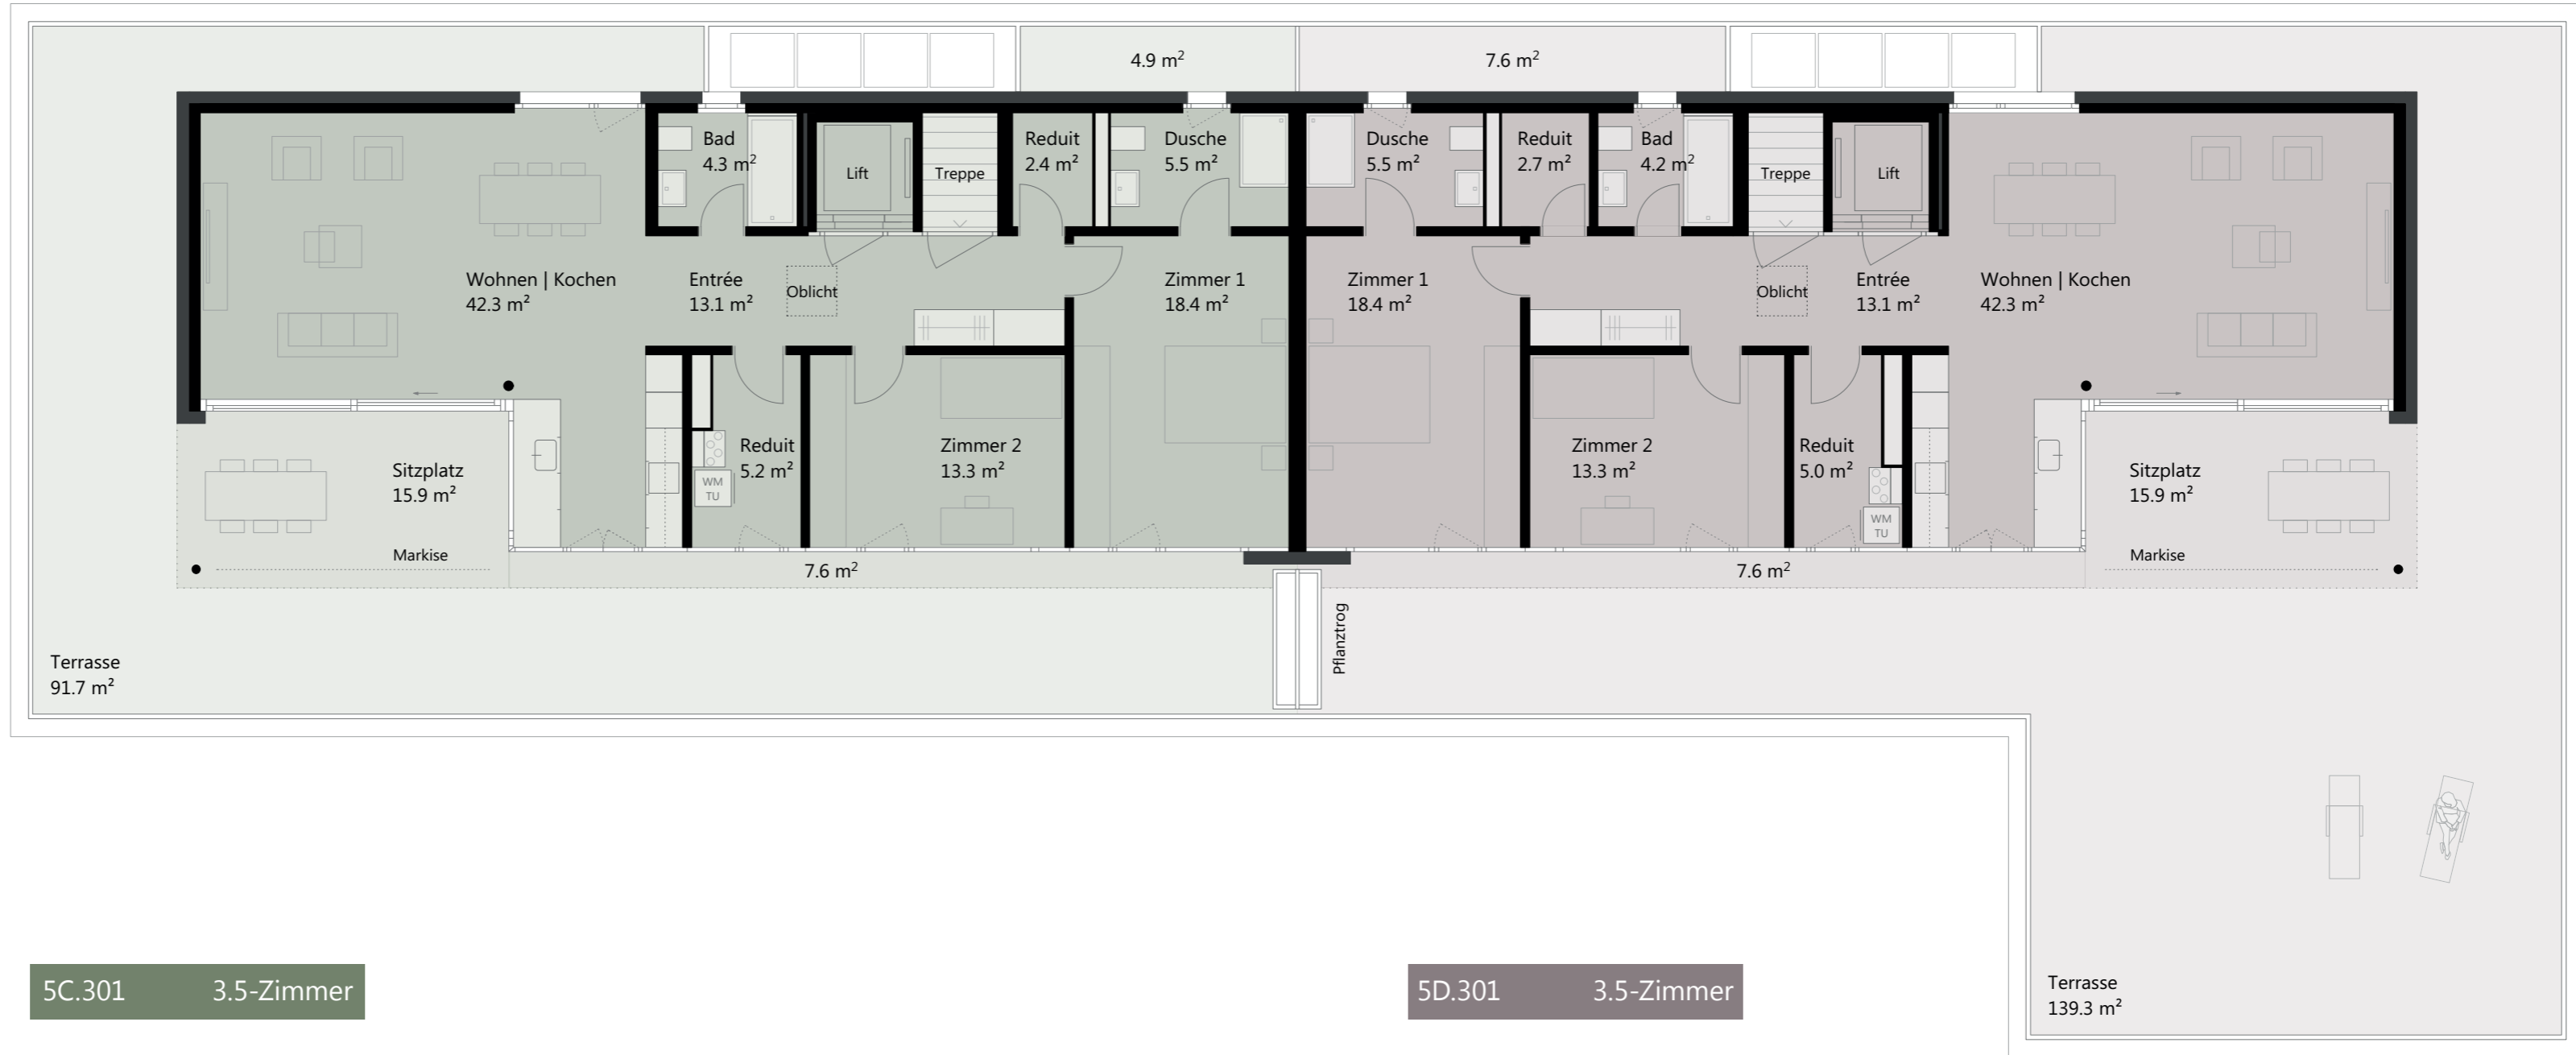 4.9 m²
7.6 m²
Bad
4.3 m²
Lift
Treppe
Reduit
2.4 m²
Dusche
5.5 m²
Dusche
5.5 m²
Reduit
2.7 m²
Bad
4.2 m²
Treppe
Lift
Wohnen | Kochen
42.3 m²
Entrée
13.1 m²
Oblicht
Zimmer 1
18.4 m²
Zimmer 1
18.4 m²
Oblicht
Entrée
13.1 m²
Wohnen | Kochen
42.3 m²
Sitzplatz
15.9 m²
Markise
WM
TU
Reduit
5.2 m²
Zimmer 2
13.3 m²
Zimmer 2
13.3 m²
Reduit
5.0 m²
WM
TU
Sitzplatz
15.9 m²
Markise
7.6 m²
7.6 m²
Pflanztrog
Terrasse
91.7 m²
5C.301 3.5-Zimmer
5D.301 3.5-Zimmer
Terrasse
139.3 m²